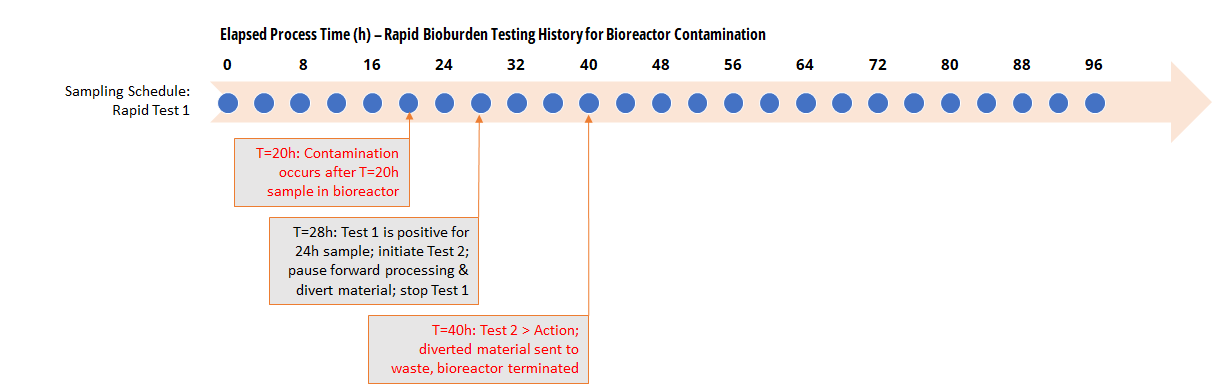 Elapsed Process Time (h) – Rapid Bioburden Testing History for Bioreactor Contamination
0 8 16 24 32 40 48 56 64 72 80 88 96
Sampling Schedule:
Rapid Test 1
T=20h: Contamination
occurs after T=20h
sample in bioreactor
T=28h: Test 1 is positive for
24h sample; initiate Test 2;
pause forward processing &
divert material; stop Test 1
T=40h: Test 2 > Action;
diverted material sent to
waste, bioreactor terminated